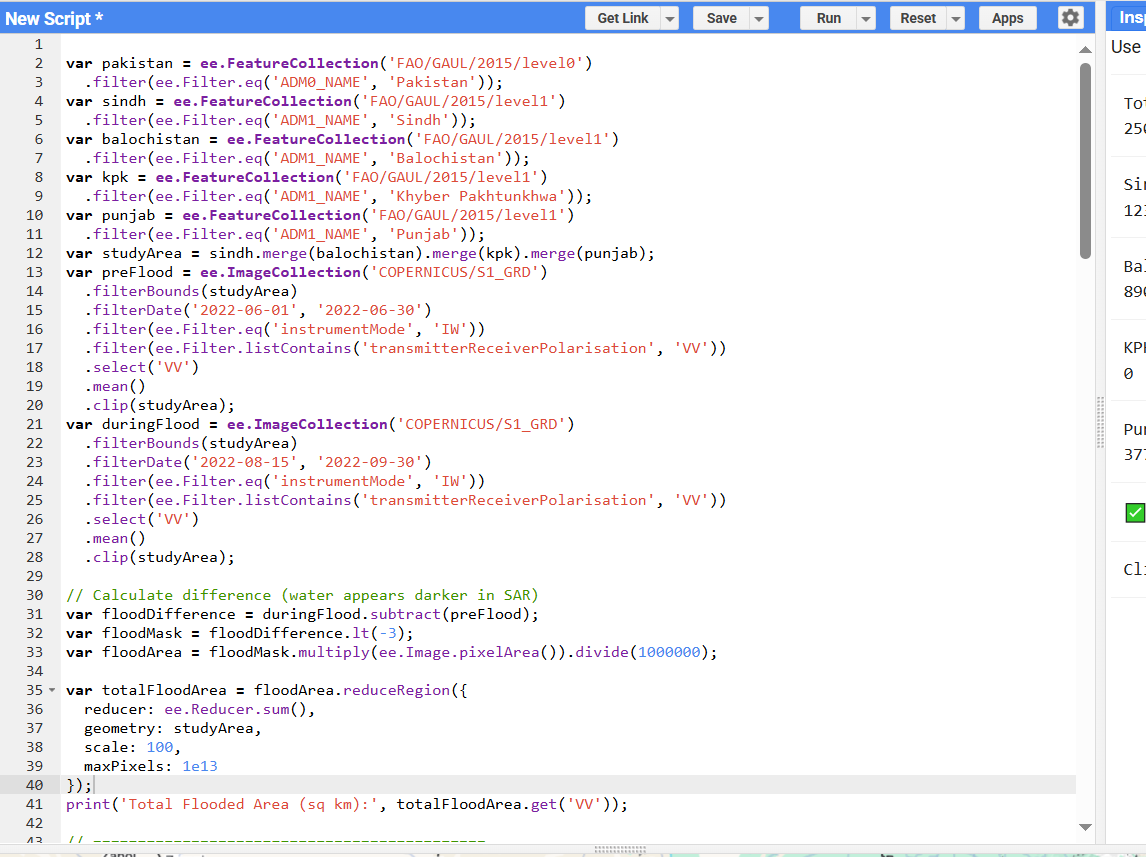 New Script *
Get Link
Save
Run
Reset
Apps
Use
1
2 var pakistan = ee.FeatureCollection('FAO/GAUL/2015/level0')
3 .filter(ee.Filter.eq('ADM0_NAME', 'Pakistan'));
4 var sindh = ee.FeatureCollection('FAO/GAUL/2015/level1')
5 .filter(ee.Filter.eq('ADM1_NAME', 'Sindh'));
6 var balochistan = ee.FeatureCollection('FAO/GAUL/2015/level1')
7 .filter(ee.Filter.eq('ADM1_NAME', 'Balochistan'));
8 var kpk = ee.FeatureCollection('FAO/GAUL/2015/level1')
9 .filter(ee.Filter.eq('ADM1_NAME', 'Khyber Pakhtunkhwa'));
10 var punjab = ee.FeatureCollection('FAO/GAUL/2015/level1')
11 .filter(ee.Filter.eq('ADM1_NAME', 'Punjab'));
12 var studyArea = sindh.merge(balochistan).merge(kpk).merge(punjab);
13 var preFlood = ee.ImageCollection('COPERNICUS/S1_GRD')
14 .filterBounds(studyArea)
15 .filterDate('2022-06-01', '2022-06-30')
16 .filter(ee.Filter.eq('instrumentMode', 'IW'))
17 .filter(ee.Filter.listContains('transmitterReceiverPolarisation', 'VV'))
18 .select('VV')
19 .mean()
20 .clip(studyArea);
21 var duringFlood = ee.ImageCollection('COPERNICUS/S1_GRD')
22 .filterBounds(studyArea)
23 .filterDate('2022-08-15', '2022-09-30')
24 .filter(ee.Filter.eq('instrumentMode', 'IW'))
25 .filter(ee.Filter.listContains('transmitterReceiverPolarisation', 'VV'))
26 .select('VV')
27 .mean()
28 .clip(studyArea);
29
30 // Calculate difference (water appears darker in SAR)
31 var floodDifference = duringFlood.subtract(preFlood);
32 var floodMask = floodDifference.lt(-3);
33 var floodArea = floodMask.multiply(ee.Image.pixelArea()).divide(1000000);
34
35 var totalFloodArea = floodArea.reduceRegion({
36 reducer: ee.Reducer.sum(),
37 geometry: studyArea,
38 scale: 100,
39 maxPixels: 1e13
40 });
41 print('Total Flooded Area (sq km):', totalFloodArea.get('VV'));
42
43 // --------------------------------------------
0